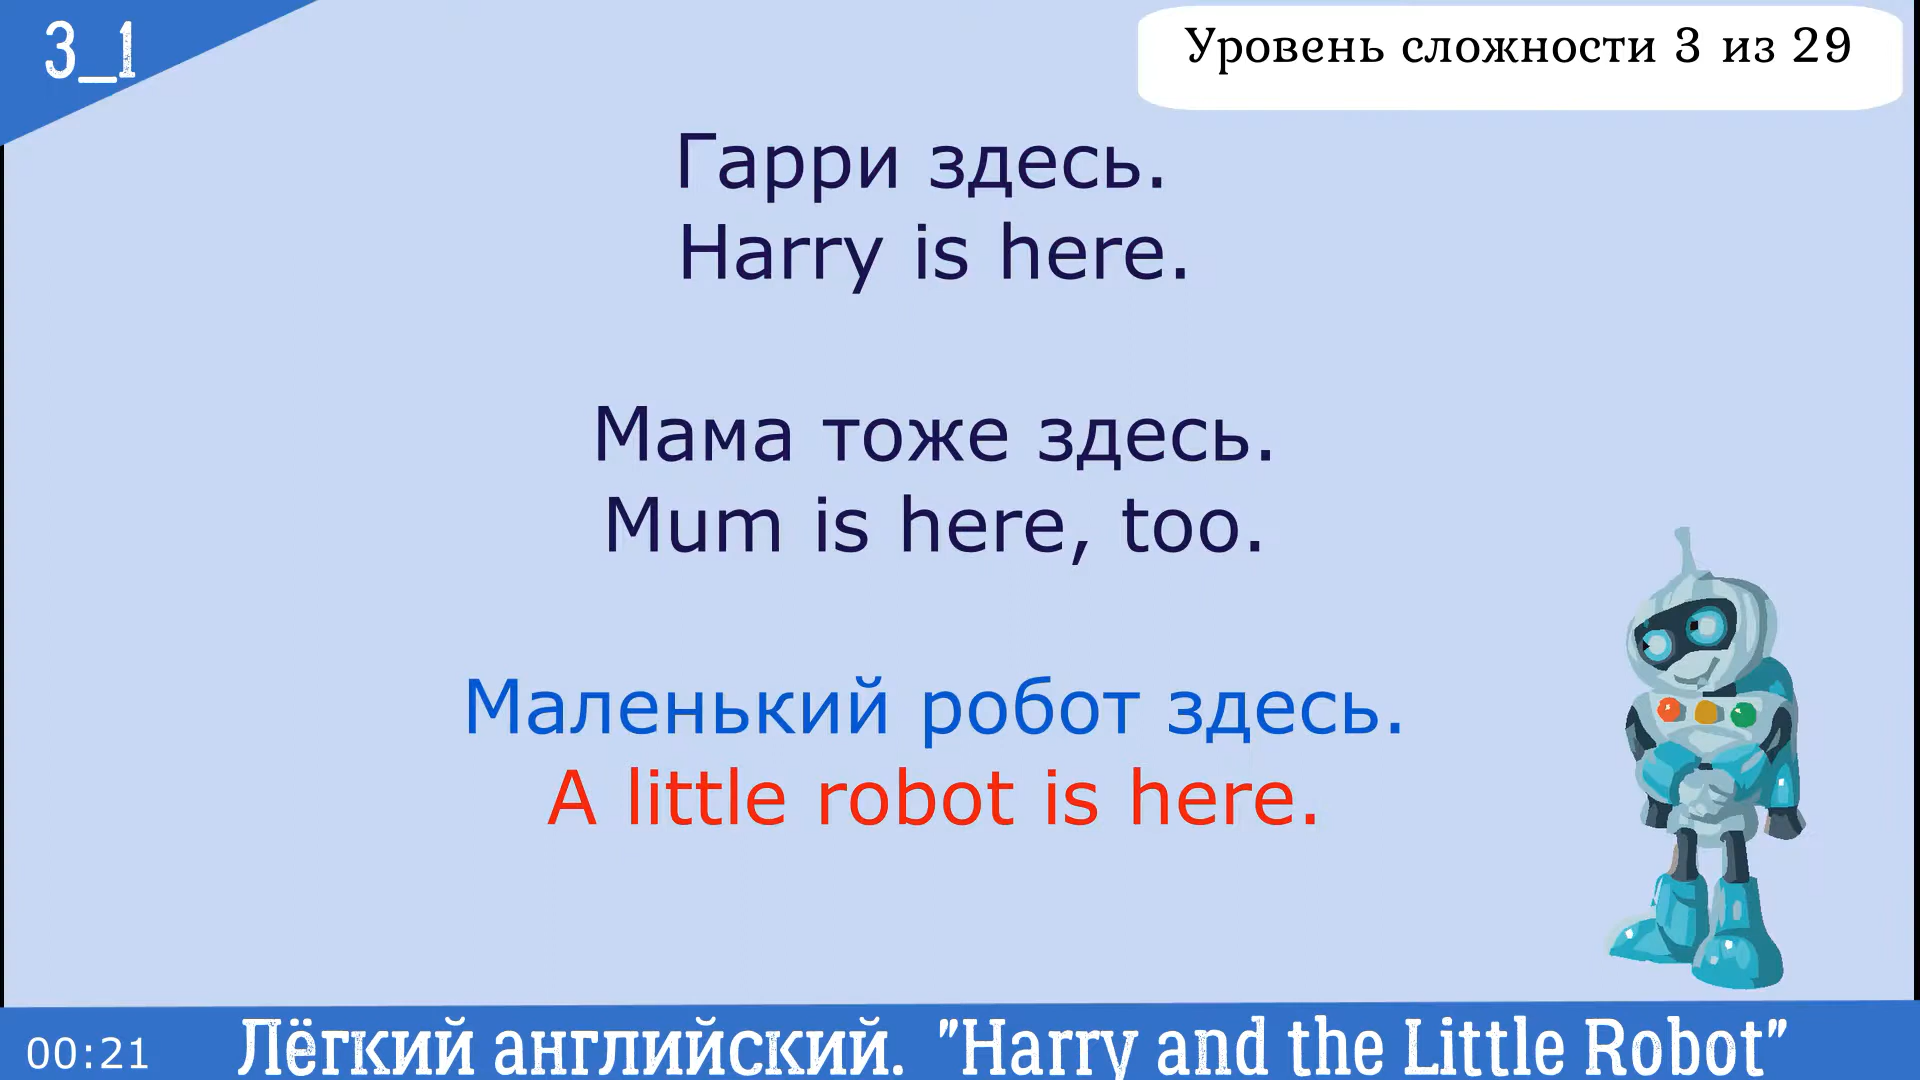 3_1
Уровень сложности 3 из 29
Гарри здесь.
Harry is here.
Мама тоже здесь.
Mum is here, too.
Маленький робот здесь.
A little robot is here.
00:21
Лёгкий английский. "Harry and the Little Robot"